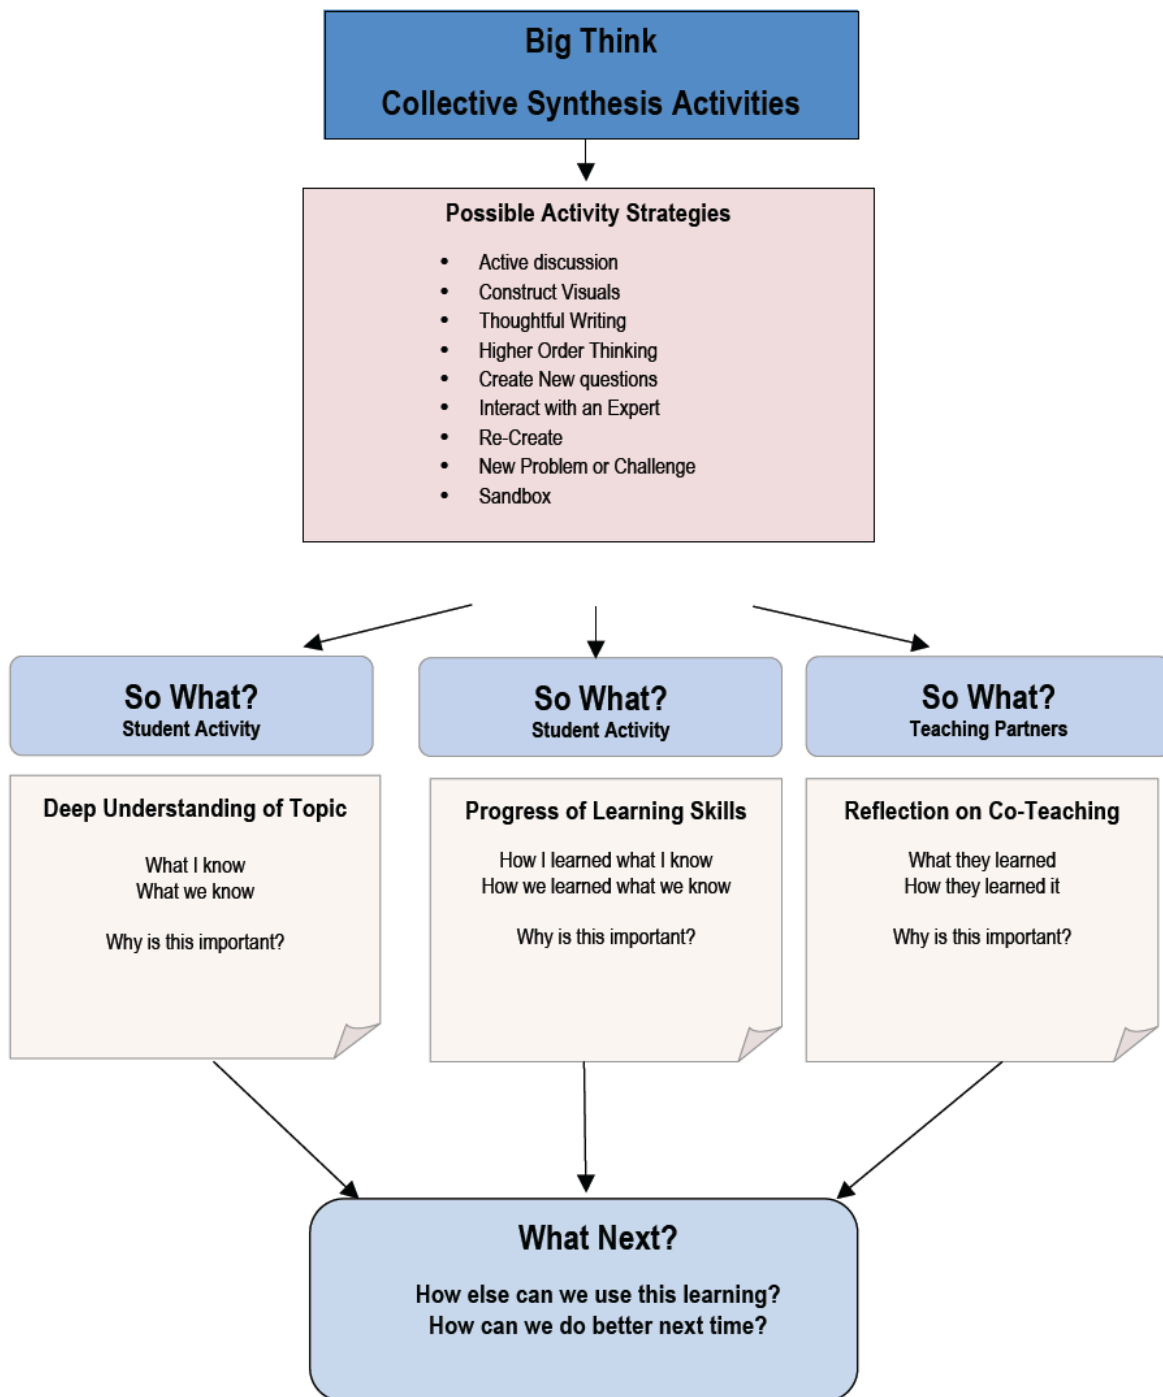 Big Think
Collective Synthesis Activities
Possible Activity Strategies
• Active discussion
• Construct Visuals
• Thoughtful Writing
• Higher Order Thinking
• Create New questions
• Interact with an Expert
• Re-Create
• New Problem or Challenge
• Sandbox
So What?
Student Activity
Deep Understanding of Topic
What I know
What we know
Why is this important?
So What?
Student Activity
Progress of Learning Skills
How I learned what I know
How we learned what we know
Why is this important?
So What?
Teaching Partners
Reflection on Co-Teaching
What they learned
How they learned it
Why is this important?
What Next?
How else can we use this learning?
How can we do better next time?